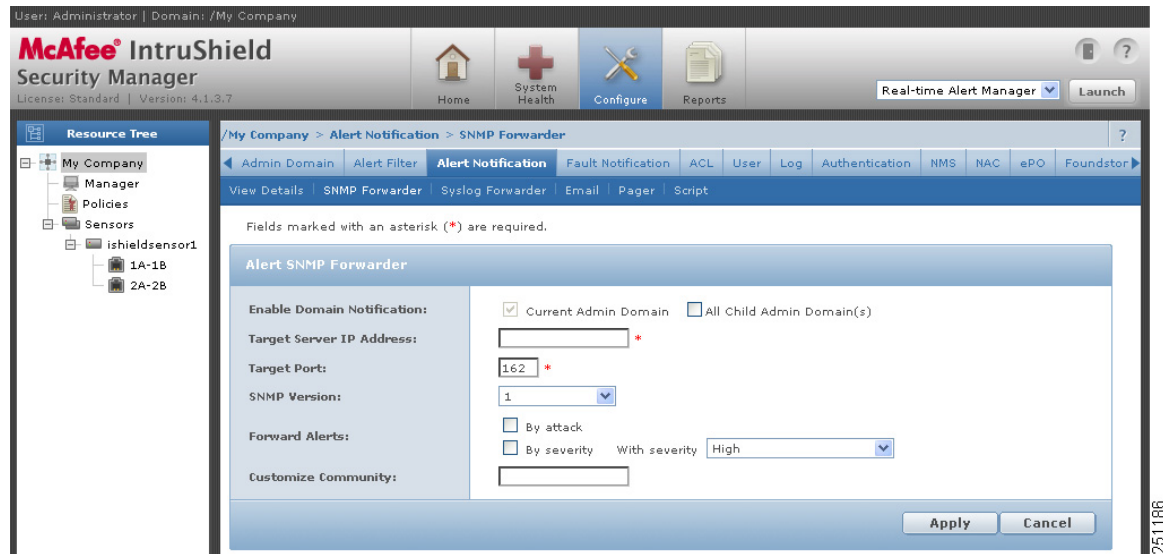 User: Administrator | Domain: /My Company
McAfee® IntruShield
Security Manager
License: Standard | Version: 4.1.3.7
Home
System Health
Configure
Reports
Real-time Alert Manager
Launch
?
Resource Tree
My Company
Manager
Policies
Sensors
ishieldsensor1
1A-1B
2A-2B
/My Company > Alert Notification > SNMP Forwarder
?
Admin Domain Alert Filter Alert Notification Fault Notification ACL User Log Authentication NMS NAC ePO Foundstor
View Details | SNMP Forwarder | Syslog Forwarder | Email | Pager | Script
Fields marked with an asterisk (*) are required.
Alert SNMP Forwarder
Enable Domain Notification: Current Admin Domain All Child Admin Domain(s)
Target Server IP Address: *
Target Port: 162 *
SNMP Version: 1
Forward Alerts: By attack
By severity With severity High
Customize Community:
Apply Cancel
251186